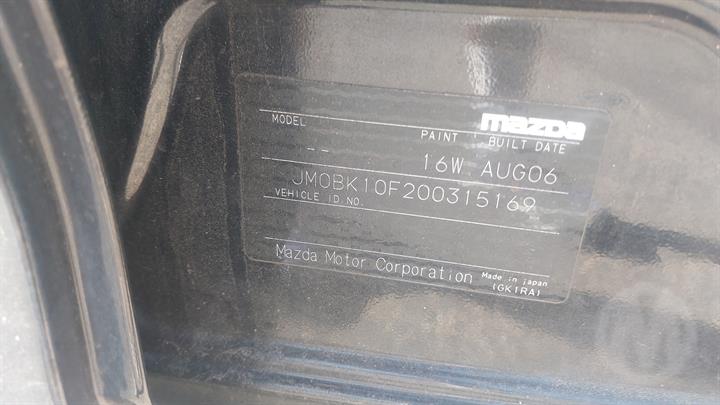 mazda
MODEL PAINT BUILT DATE
-- 16W AUG06
JM0BK10F200315169
VEHICLE ID.NO.
Mazda Motor Corporation Made in japan
(GK1RA)